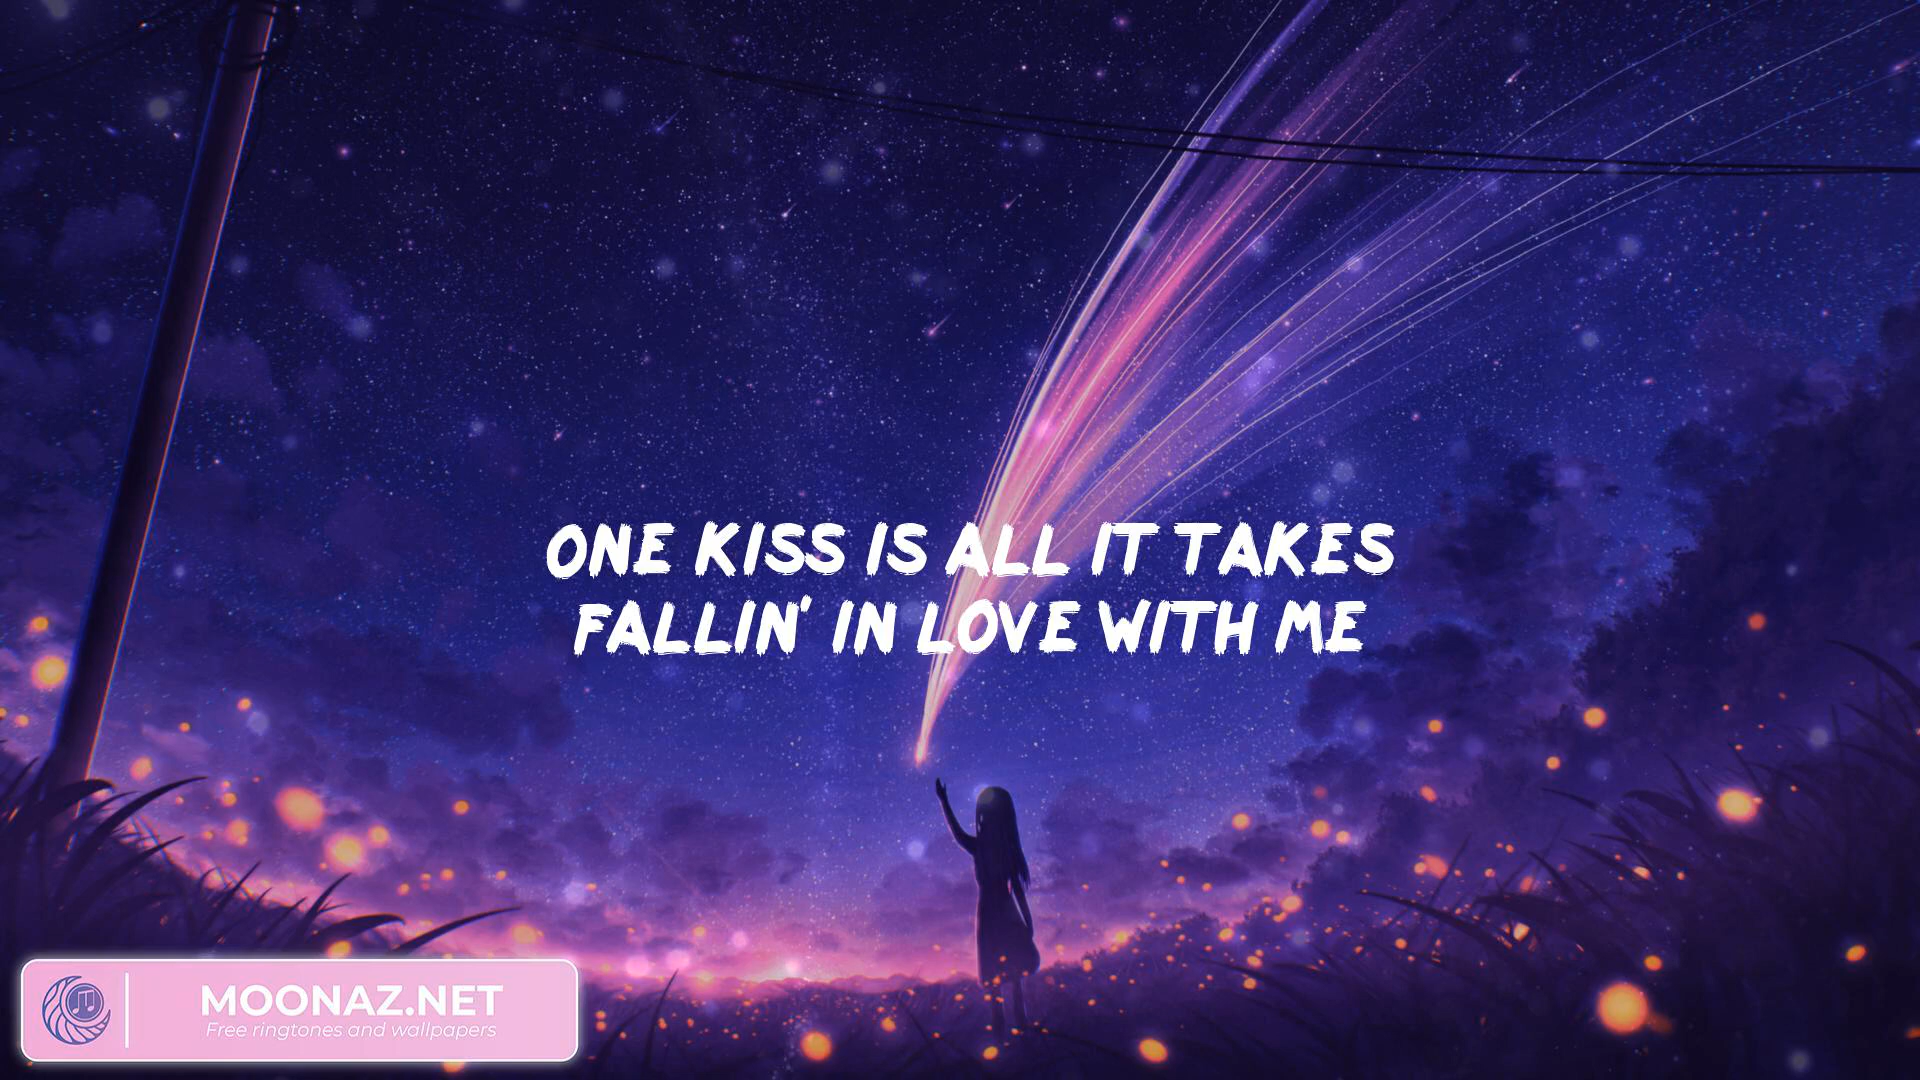 ONE KISS IS ALL IT TAKES
FALLIN' IN LOVE WITH ME
MOONAZ.NET
Free ringtones and wallpapers